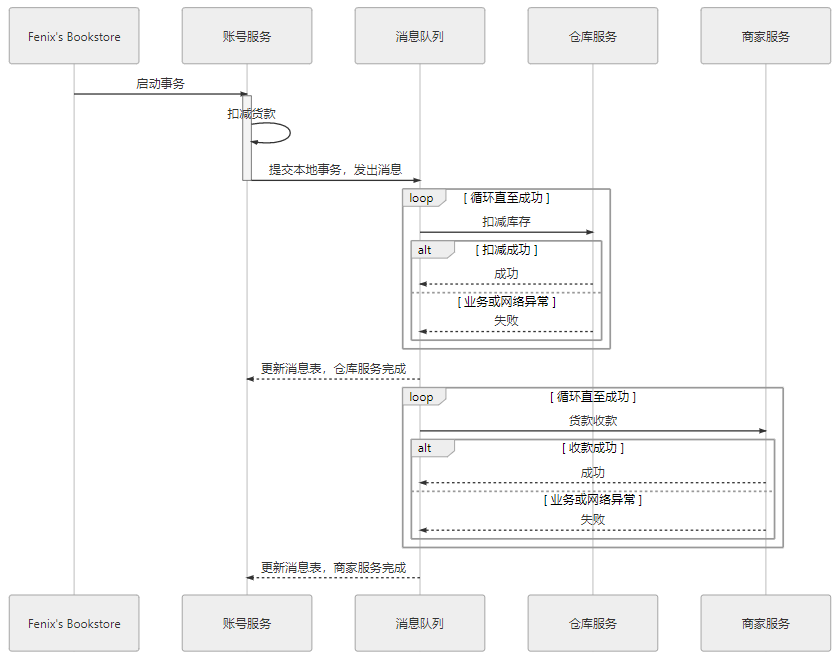 Fenix's Bookstore
账号服务
消息队列
仓库服务
商家服务
启动事务
扣减货款
提交本地事务，发出消息
loop
[ 循环直至成功 ]
扣减库存
alt
[ 扣减成功 ]
成功
[ 业务或网络异常 ]
失败
更新消息表，仓库服务完成
loop
[ 循环直至成功 ]
货款收款
alt
[ 收款成功 ]
成功
[ 业务或网络异常 ]
失败
更新消息表，商家服务完成
Fenix's Bookstore
账号服务
消息队列
仓库服务
商家服务